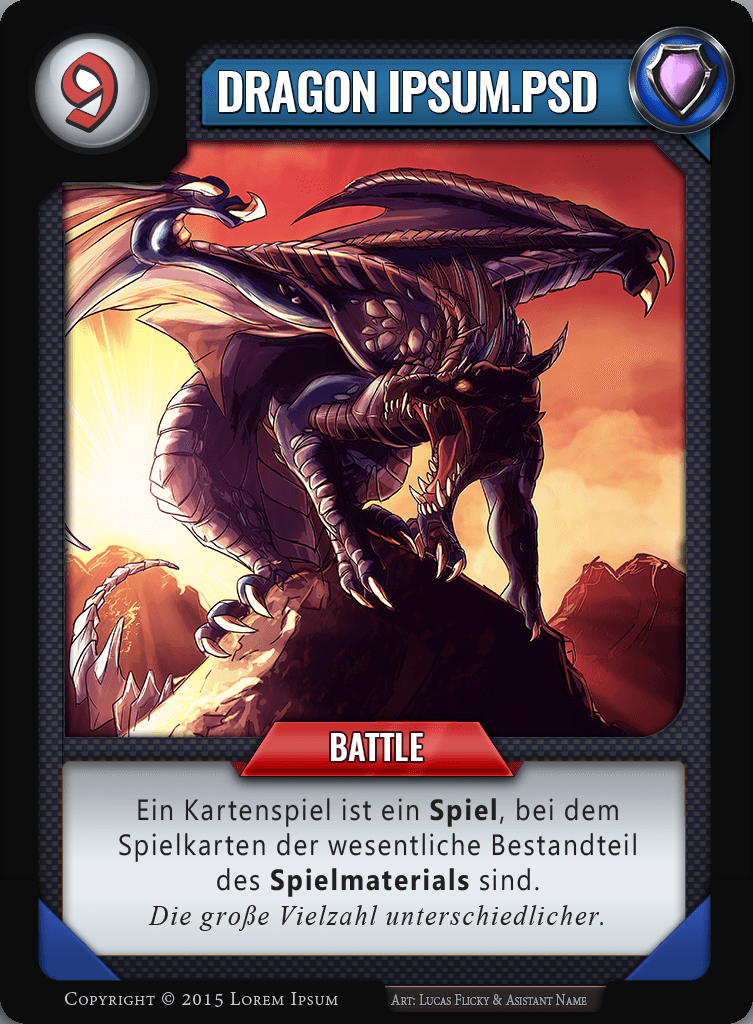 9
DRAGON IPSUM.PSD
BATTLE
Ein Kartenspiel ist ein Spiel, bei dem
Spielkarten der wesentliche Bestandteil
des Spielmaterials sind.
Die große Vielzahl unterschiedlicher.
Copyright © 2015 Lorem Ipsum
Art: Lucas Flicky & Asistant Name